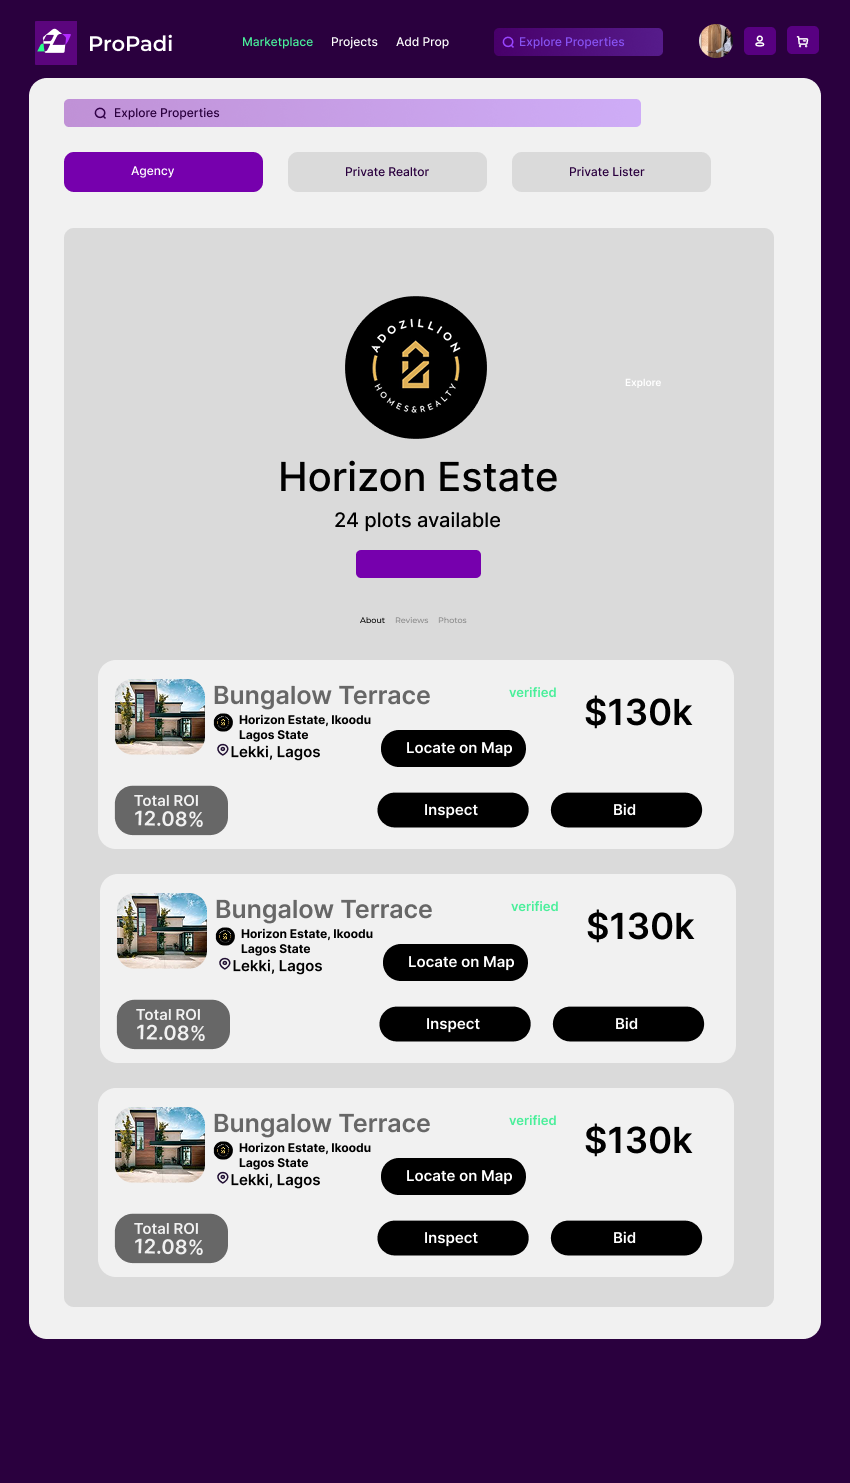 ProPadi
Marketplace
Projects
Add Prop
Explore Properties
Explore Properties
Agency
Private Realtor
Private Lister
ADOZILLION
HOMES&REALTY
Explore
Horizon Estate
24 plots available
About
Reviews
Photos
Bungalow Terrace
verified
$130k
Horizon Estate, Ikoodu
Lagos State
Lekki, Lagos
Locate on Map
Total ROI
12.08%
Inspect
Bid
Bungalow Terrace
verified
$130k
Horizon Estate, Ikoodu
Lagos State
Lekki, Lagos
Locate on Map
Total ROI
12.08%
Inspect
Bid
Bungalow Terrace
verified
$130k
Horizon Estate, Ikoodu
Lagos State
Lekki, Lagos
Locate on Map
Total ROI
12.08%
Inspect
Bid